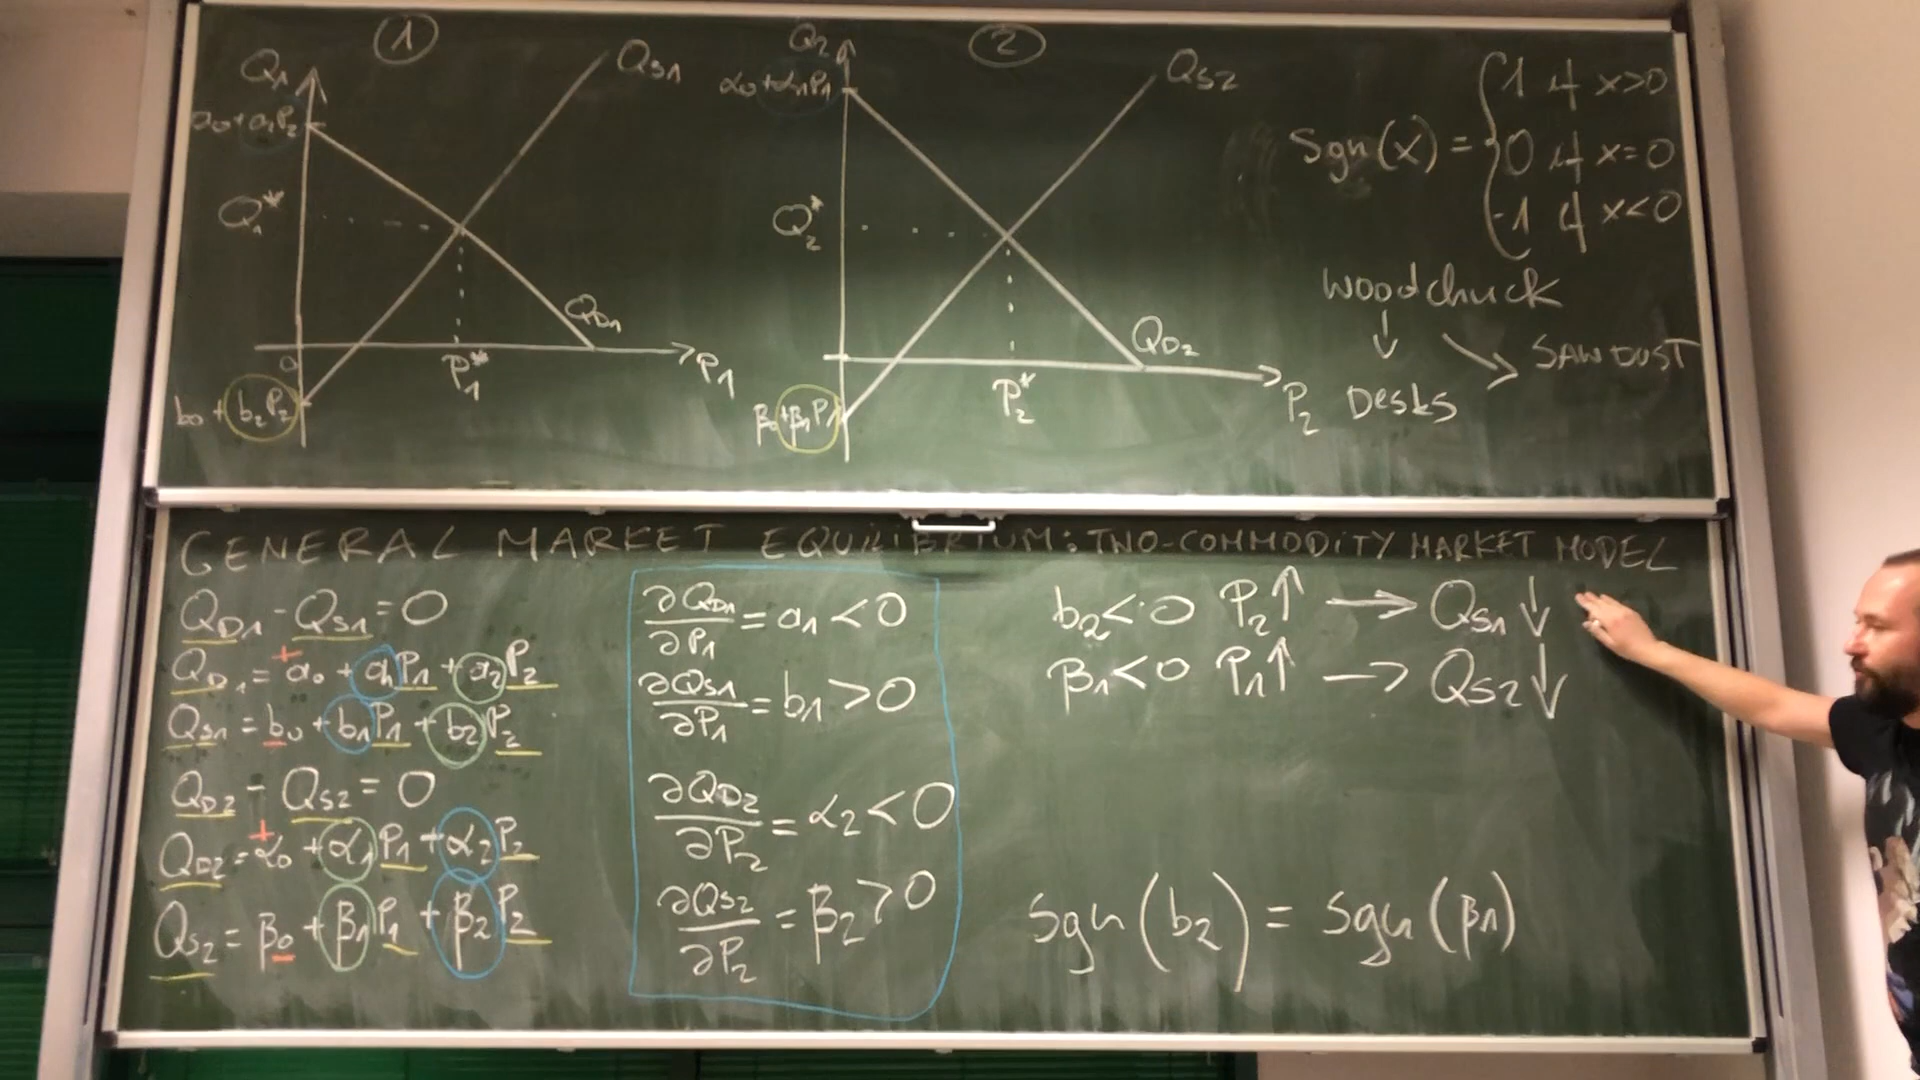 1
Q₁
a₀+a₂P₂
Q₁*
0
P₁*
P₁
Q_S1
Q_D1
b₀ + b₂P₂
2
Q₂
α₀+α₁P₁
Q₂*
P₂*
P₂
Q_S2
Q_D2
β₀+β₁P₁
Sgn(x) = { 1 if x>0
0 if x=0
-1 if x<0
woodchuck
↓ ↘ SAWDUST
Desks
GENERAL MARKET EQUILIBRIUM: TWO-COMMODITY MARKET MODEL
Q_D1 - Q_S1 = 0
+
Q_D1 = a₀ + a₁P₁ + a₂P₂
Q_S1 = b₀ + b₁P₁ + b₂P₂
-
Q_D2 - Q_S2 = 0
+
Q_D2 = α₀ + α₁P₁ + α₂P₂
Q_S2 = β₀ + β₁P₁ + β₂P₂
-
∂Q_D1/∂P₁ = a₁ < 0
∂Q_S1/∂P₁ = b₁ > 0
∂Q_D2/∂P₂ = α₂ < 0
∂Q_S2/∂P₂ = β₂ > 0
b₂ < 0 P₂↑ → Q_S1↓
β₁ < 0 P₁↑ → Q_S2↓
Sgn(b₂) = Sgn(β₁)